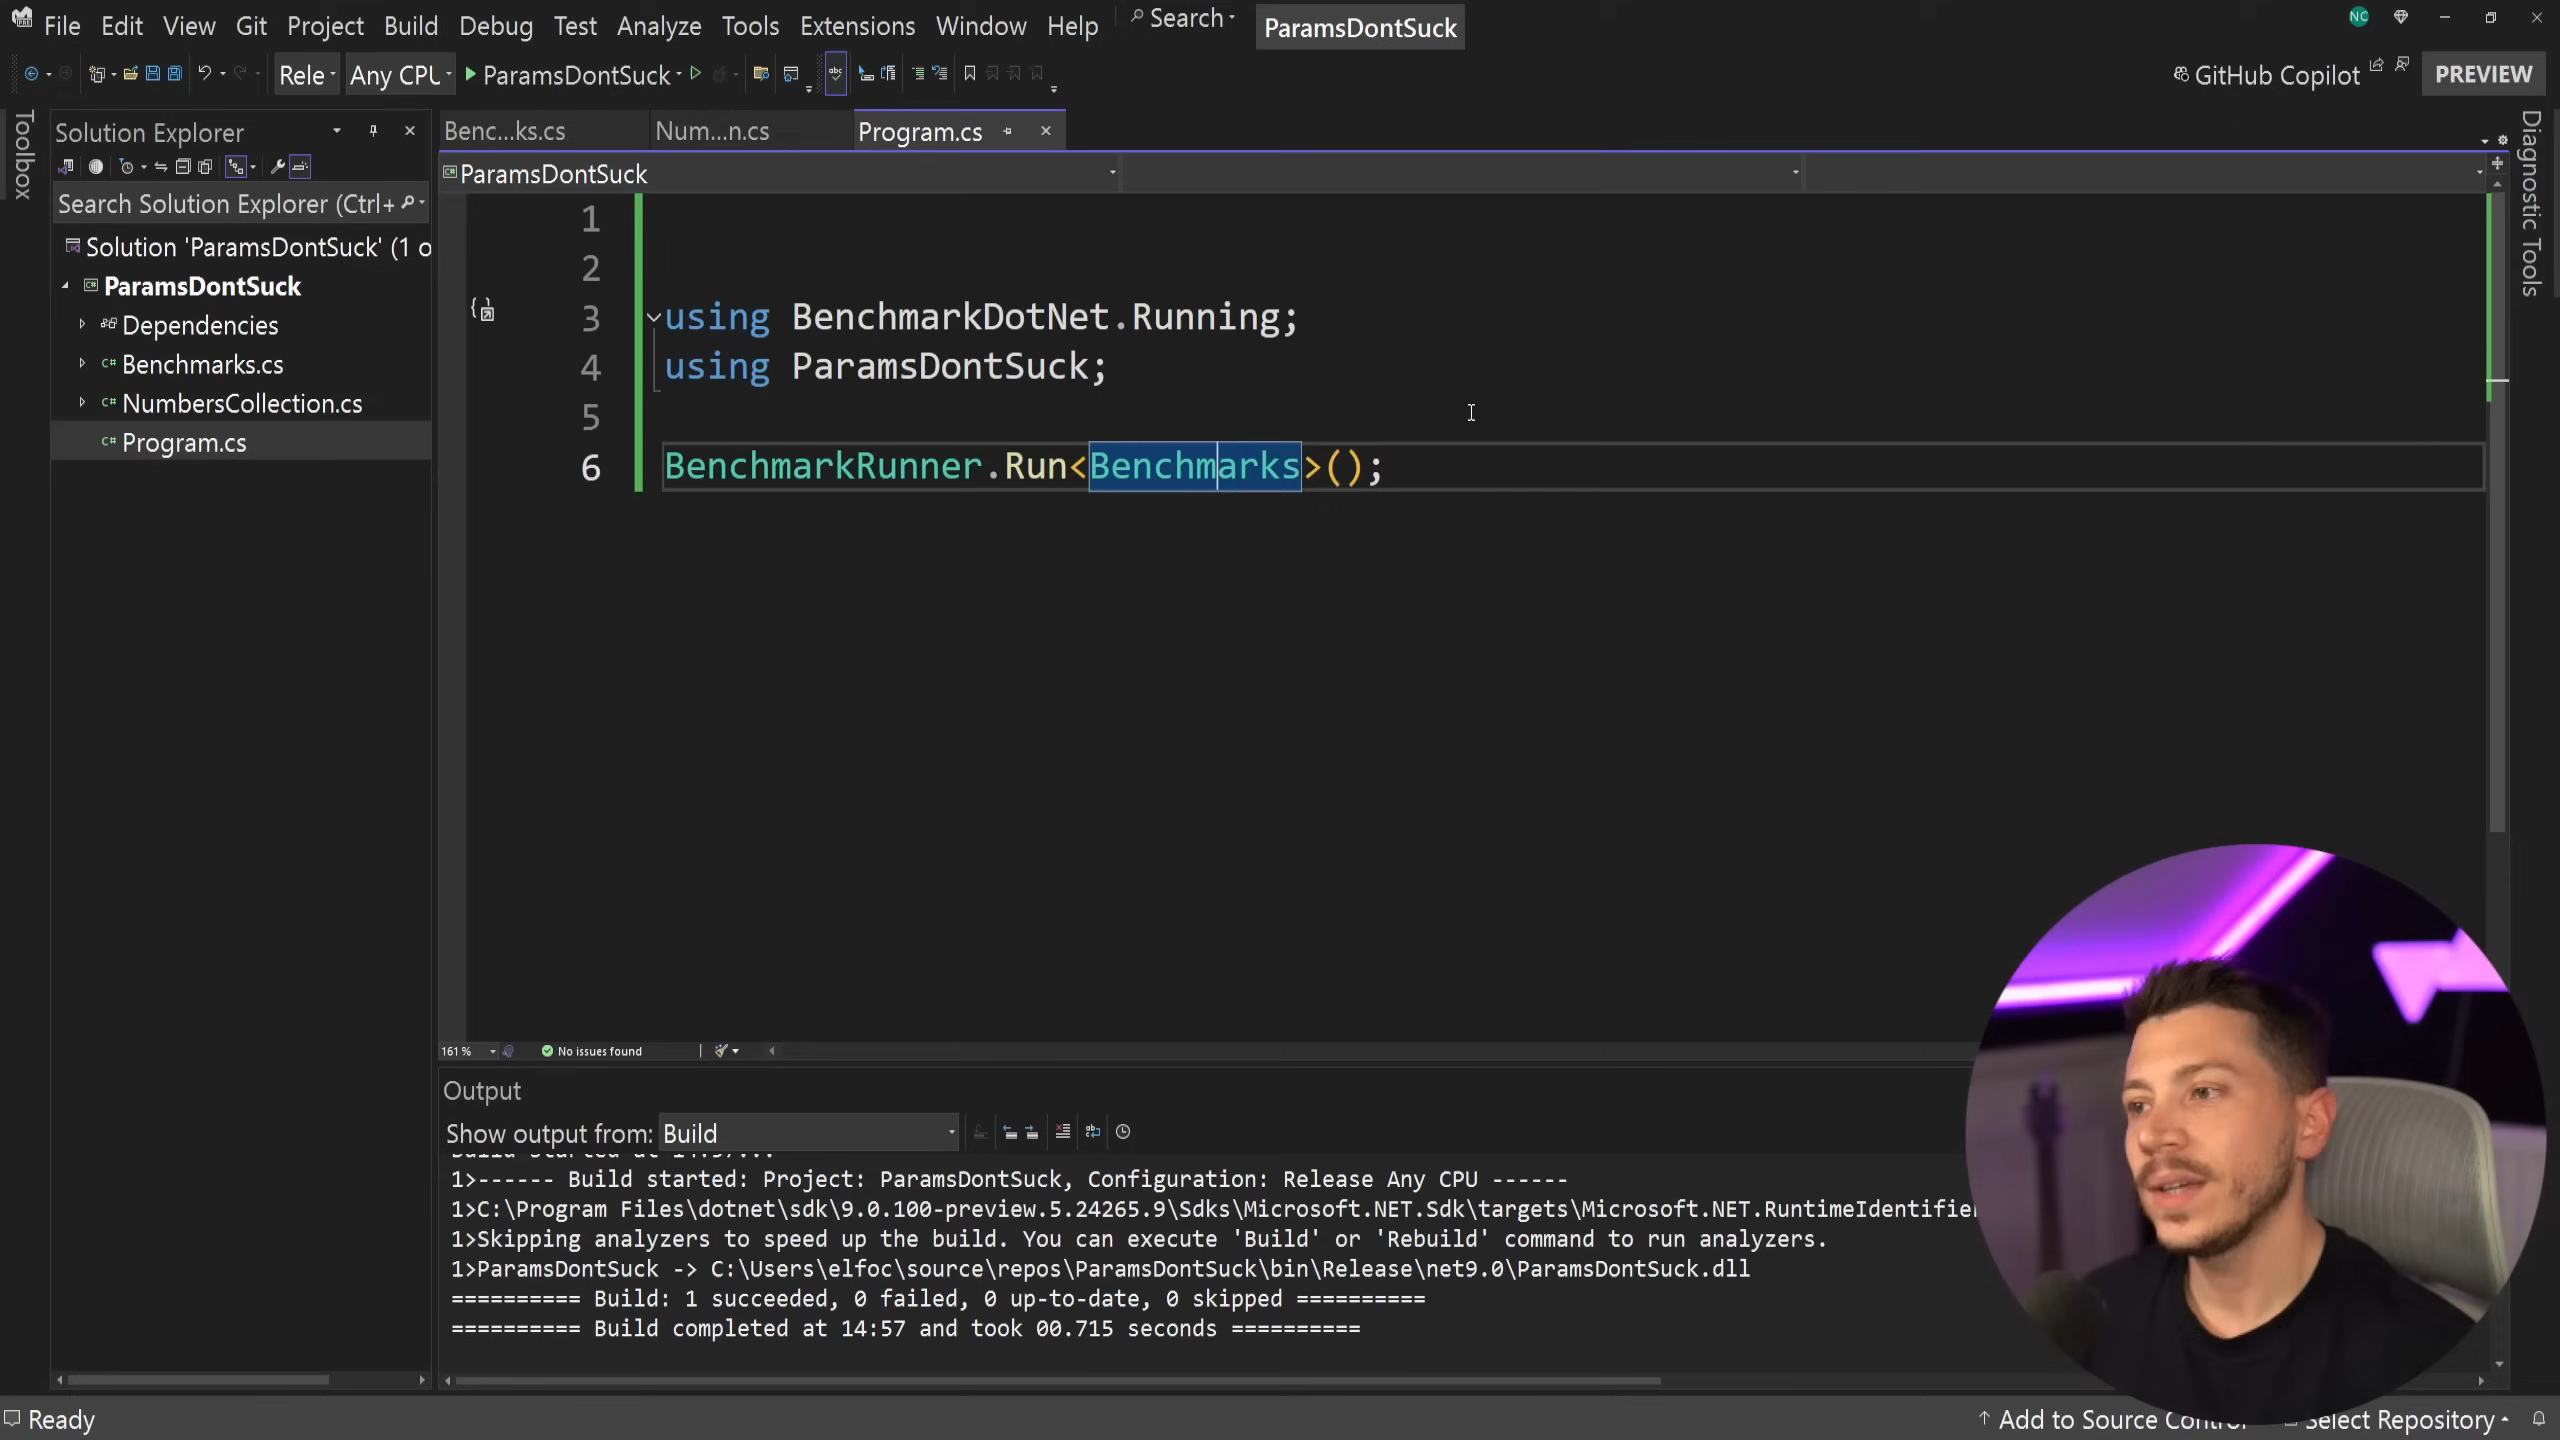 File Edit View Git Project Build Debug Test Analyze Tools Extensions Window Help Search ParamsDontSuck
NC
Rele Any CPU ParamsDontSuck GitHub Copilot PREVIEW
Toolbox
Solution Explorer
Search Solution Explorer (Ctrl+
Solution 'ParamsDontSuck' (1 o
ParamsDontSuck
Dependencies
C# Benchmarks.cs
C# NumbersCollection.cs
C# Program.cs
Benc...ks.cs Num...n.cs Program.cs
ParamsDontSuck
1
2
3 using BenchmarkDotNet.Running;
4 using ParamsDontSuck;
5
6 BenchmarkRunner.Run<Benchmarks>();
Diagnostic Tools
161 % No issues found
Output
Show output from: Build
1>------ Build started: Project: ParamsDontSuck, Configuration: Release Any CPU ------
1>C:\Program Files\dotnet\sdk\9.0.100-preview.5.24265.9\Sdks\Microsoft.NET.Sdk\targets\Microsoft.NET.RuntimeIdentifie
1>Skipping analyzers to speed up the build. You can execute 'Build' or 'Rebuild' command to run analyzers.
1>ParamsDontSuck -> C:\Users\elfoc\source\repos\ParamsDontSuck\bin\Release\net9.0\ParamsDontSuck.dll
========== Build: 1 succeeded, 0 failed, 0 up-to-date, 0 skipped ==========
========== Build completed at 14:57 and took 00.715 seconds ==========
Ready Add to Source Control Select Repository